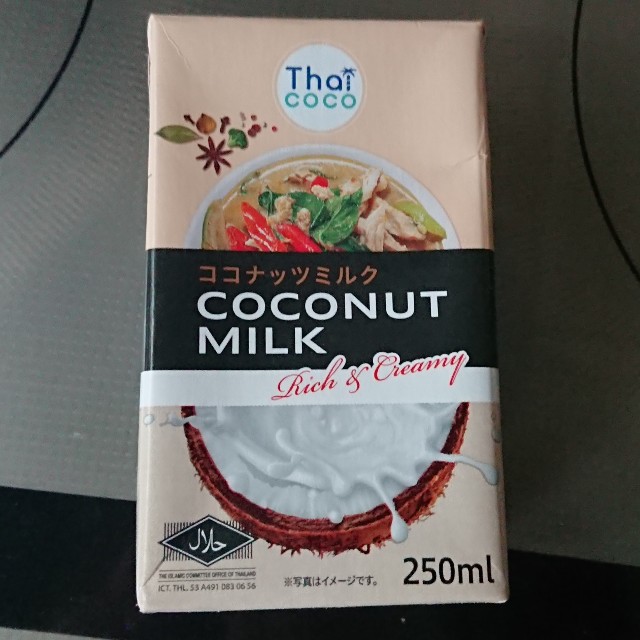 Thai
COCO
ココナッツミルク
COCONUT
MILK
Rich & Creamy
حلال
THE ISLAMIC COMMITTEE OFFICE OF THAILAND
ICT. THL. 53 A491 083 06 56
※写真はイメージです。
250ml